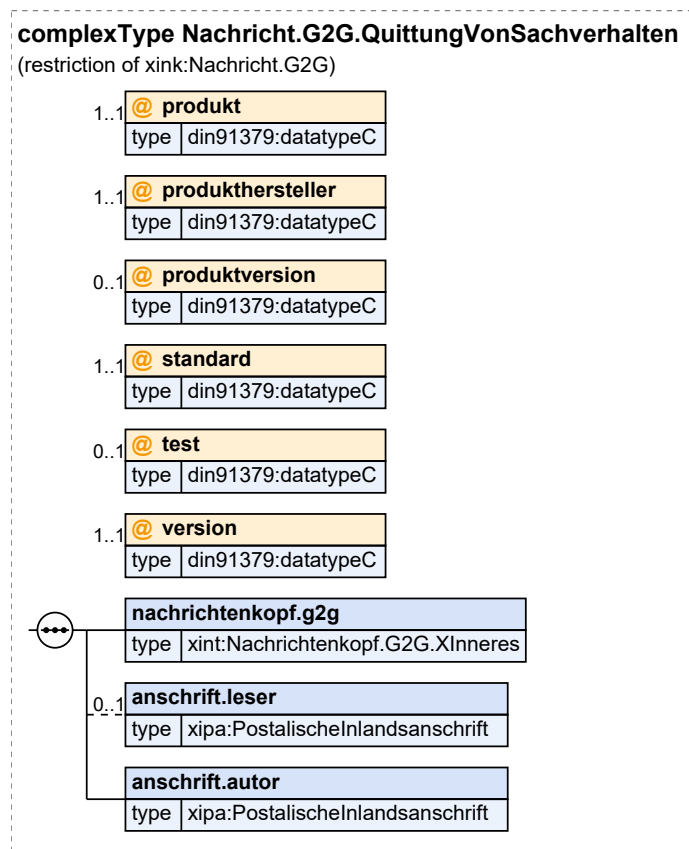 complexType Nachricht.G2G.QuittungVonSachverhalten
(restriction of xink:Nachricht.G2G)
1..1 @ produkt
type din91379:datatypeC
1..1 @ produkthersteller
type din91379:datatypeC
0..1 @ produktversion
type din91379:datatypeC
1..1 @ standard
type din91379:datatypeC
0..1 @ test
type din91379:datatypeC
1..1 @ version
type din91379:datatypeC
nachrichtenkopf.g2g
type xint:Nachrichtenkopf.G2G.XInneres
0..1 anschrift.leser
type xipa:PostalischeInlandsanschrift
anschrift.autor
type xipa:PostalischeInlandsanschrift